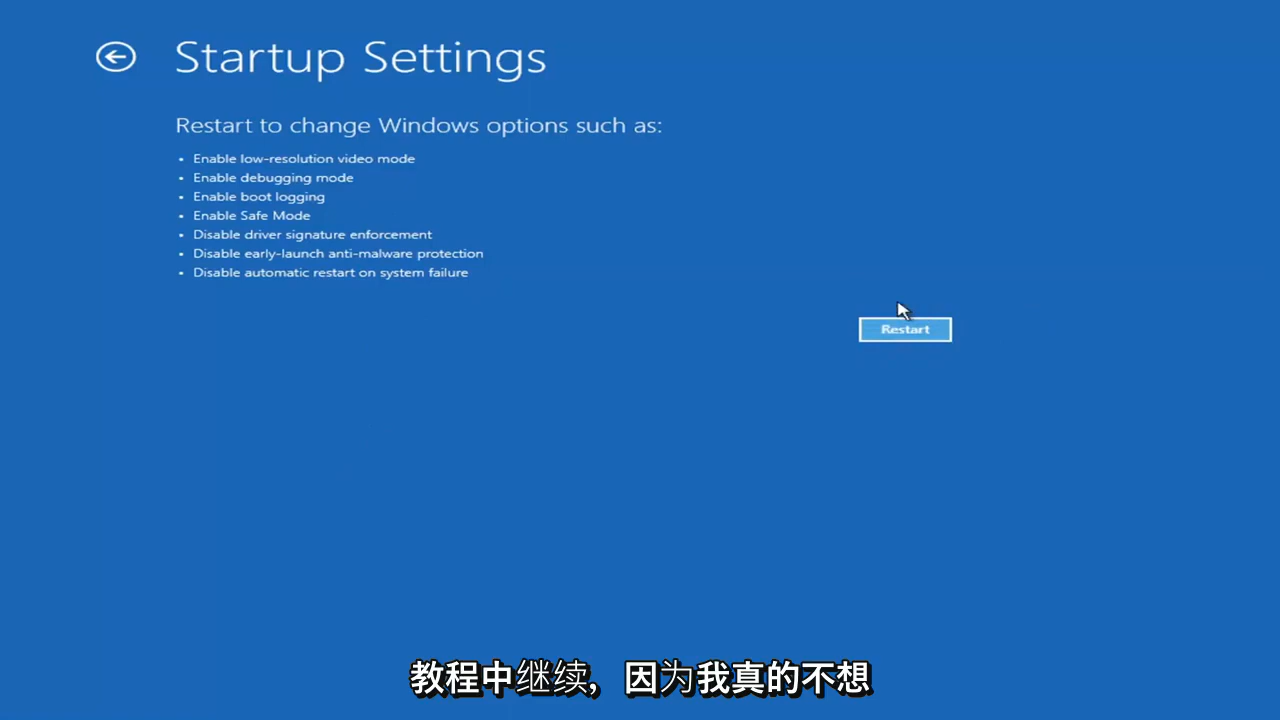 Startup Settings
Restart to change Windows options such as:
• Enable low-resolution video mode
• Enable debugging mode
• Enable boot logging
• Enable Safe Mode
• Disable driver signature enforcement
• Disable early-launch anti-malware protection
• Disable automatic restart on system failure
Restart
教程中继续，因为我真的不想